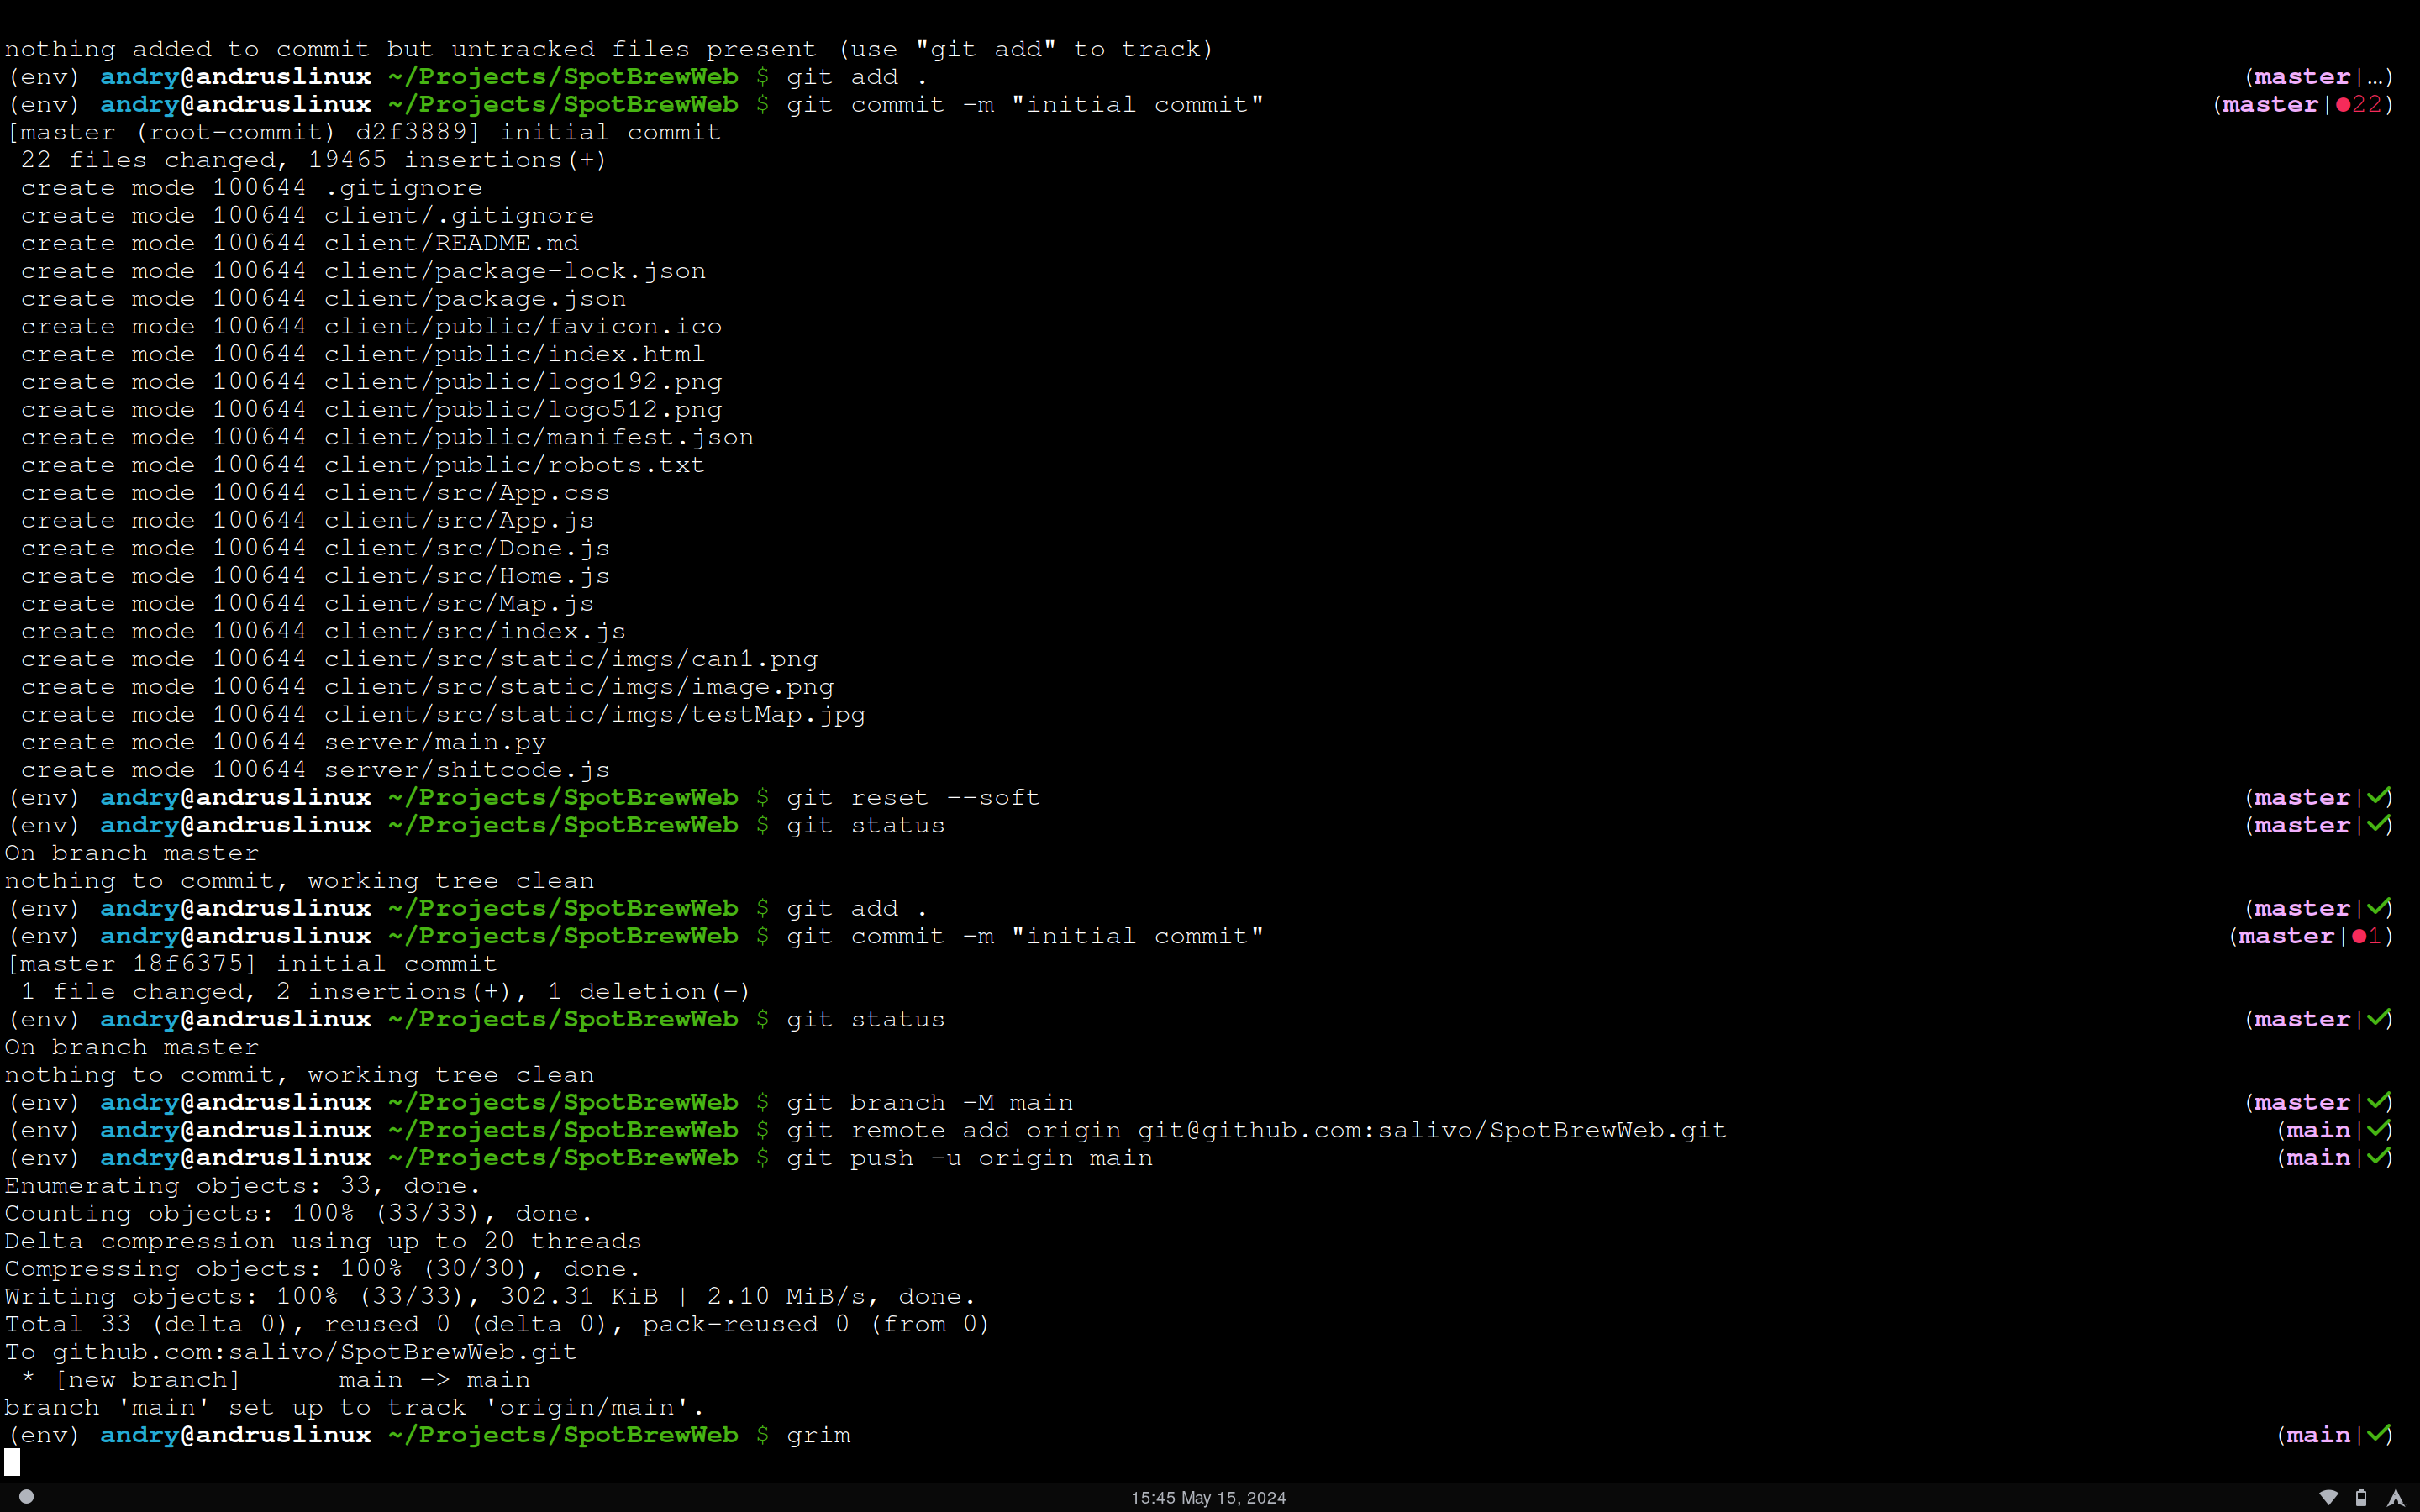 nothing added to commit but untracked files present (use "git add" to track)
(env) andry@andruslinux ~/Projects/SpotBrewWeb $ git add . (master|…)
(env) andry@andruslinux ~/Projects/SpotBrewWeb $ git commit -m "initial commit" (master|●22)
[master (root-commit) d2f3889] initial commit
 22 files changed, 19465 insertions(+)
 create mode 100644 .gitignore
 create mode 100644 client/.gitignore
 create mode 100644 client/README.md
 create mode 100644 client/package-lock.json
 create mode 100644 client/package.json
 create mode 100644 client/public/favicon.ico
 create mode 100644 client/public/index.html
 create mode 100644 client/public/logo192.png
 create mode 100644 client/public/logo512.png
 create mode 100644 client/public/manifest.json
 create mode 100644 client/public/robots.txt
 create mode 100644 client/src/App.css
 create mode 100644 client/src/App.js
 create mode 100644 client/src/Done.js
 create mode 100644 client/src/Home.js
 create mode 100644 client/src/Map.js
 create mode 100644 client/src/index.js
 create mode 100644 client/src/static/imgs/can1.png
 create mode 100644 client/src/static/imgs/image.png
 create mode 100644 client/src/static/imgs/testMap.jpg
 create mode 100644 server/main.py
 create mode 100644 server/shitcode.js
(env) andry@andruslinux ~/Projects/SpotBrewWeb $ git reset --soft (master|✓)
(env) andry@andruslinux ~/Projects/SpotBrewWeb $ git status (master|✓)
On branch master
nothing to commit, working tree clean
(env) andry@andruslinux ~/Projects/SpotBrewWeb $ git add . (master|✓)
(env) andry@andruslinux ~/Projects/SpotBrewWeb $ git commit -m "initial commit" (master|●1)
[master 18f6375] initial commit
 1 file changed, 2 insertions(+), 1 deletion(-)
(env) andry@andruslinux ~/Projects/SpotBrewWeb $ git status (master|✓)
On branch master
nothing to commit, working tree clean
(env) andry@andruslinux ~/Projects/SpotBrewWeb $ git branch -M main (master|✓)
(env) andry@andruslinux ~/Projects/SpotBrewWeb $ git remote add origin git@github.com:salivo/SpotBrewWeb.git (main|✓)
(env) andry@andruslinux ~/Projects/SpotBrewWeb $ git push -u origin main (main|✓)
Enumerating objects: 33, done.
Counting objects: 100% (33/33), done.
Delta compression using up to 20 threads
Compressing objects: 100% (30/30), done.
Writing objects: 100% (33/33), 302.31 KiB | 2.10 MiB/s, done.
Total 33 (delta 0), reused 0 (delta 0), pack-reused 0 (from 0)
To github.com:salivo/SpotBrewWeb.git
 * [new branch]      main -> main
branch 'main' set up to track 'origin/main'.
(env) andry@andruslinux ~/Projects/SpotBrewWeb $ grim (main|✓)
15:45 May 15, 2024